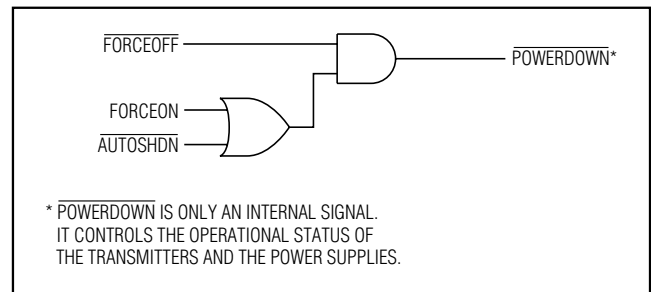 FORCEOFF
POWERDOWN*
FORCEON
AUTOSHDN
* POWERDOWN IS ONLY AN INTERNAL SIGNAL.
IT CONTROLS THE OPERATIONAL STATUS OF
THE TRANSMITTERS AND THE POWER SUPPLIES.